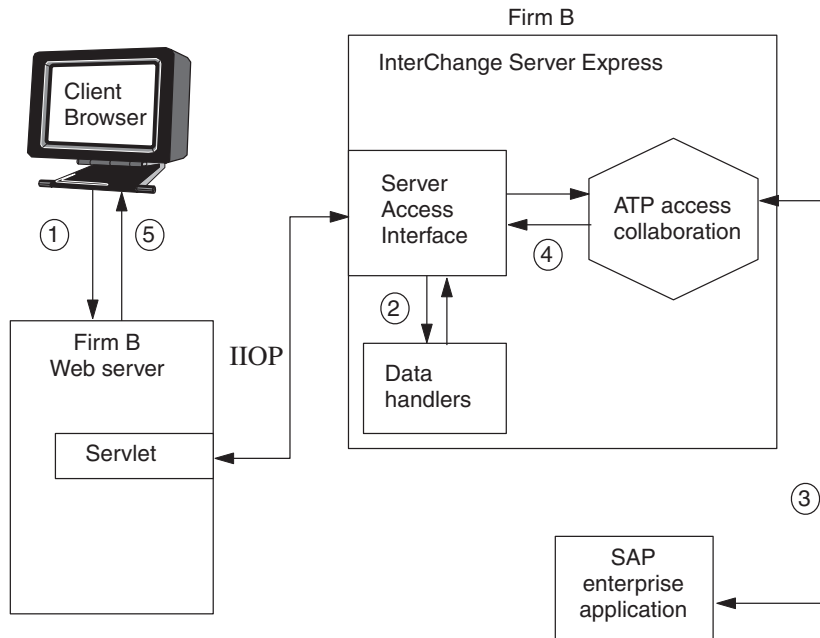 Firm B
InterChange Server Express
Client
Browser
Server
Access
Interface
ATP access
collaboration
1
5
4
2
Firm B
Web server
IIOP
Data
handlers
Servlet
3
SAP
enterprise
application